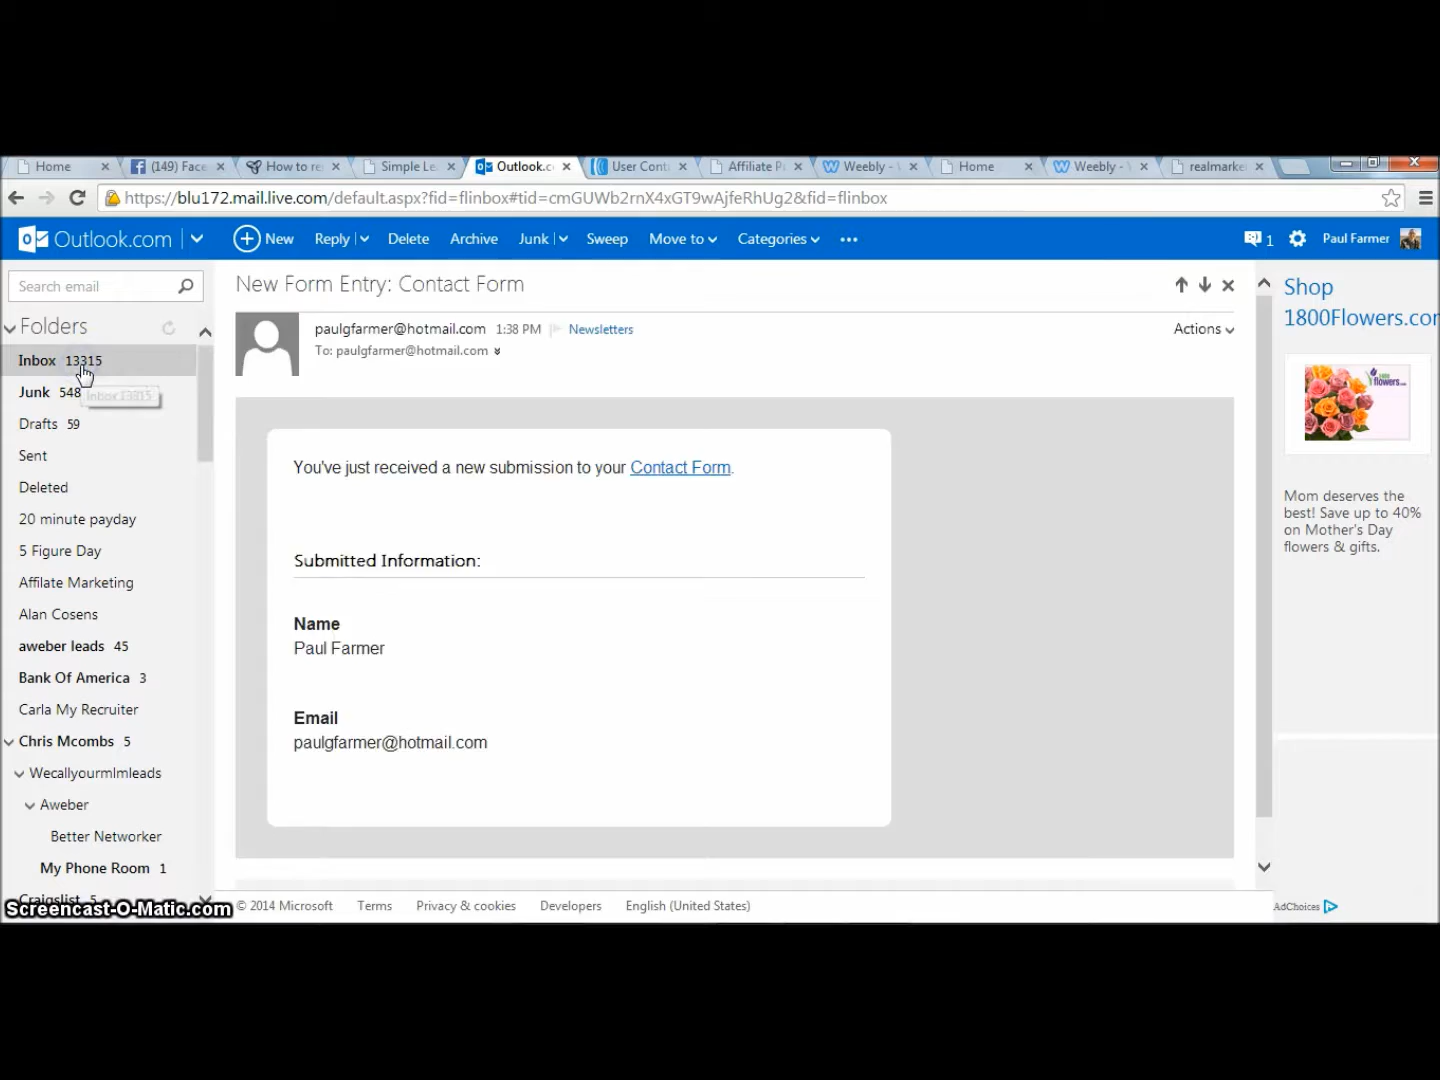 Home
(149) Face
How to re
Simple Le
Outlook.c
User Cont
Affiliate P
Weebly -
Home
Weebly -
realmarke
https://blu172.mail.live.com/default.aspx?fid=flinbox#tid=cmGUWb2rnX4xGT9wAjfeRhUg2&fid=flinbox
Outlook.com
New
Reply
Delete
Archive
Junk
Sweep
Move to
Categories
1
Paul Farmer
Search email
Folders
Inbox 13315
Inbox 13315
Junk 548
Drafts 59
Sent
Deleted
20 minute payday
5 Figure Day
Affilate Marketing
Alan Cosens
aweber leads 45
Bank Of America 3
Carla My Recruiter
Chris Mcombs 5
Wecallyourmlmleads
Aweber
Better Networker
My Phone Room 1
Craigslist 5
Screencast-O-Matic.com
New Form Entry: Contact Form
paulgfarmer@hotmail.com 1:38 PM Newsletters
Actions
To: paulgfarmer@hotmail.com
You've just received a new submission to your Contact Form.
Submitted Information:
Name
Paul Farmer
Email
paulgfarmer@hotmail.com
© 2014 Microsoft
Terms
Privacy & cookies
Developers
English (United States)
Shop
1800Flowers.com
flowers
Mom deserves the
best! Save up to 40%
on Mother's Day
flowers & gifts.
AdChoices